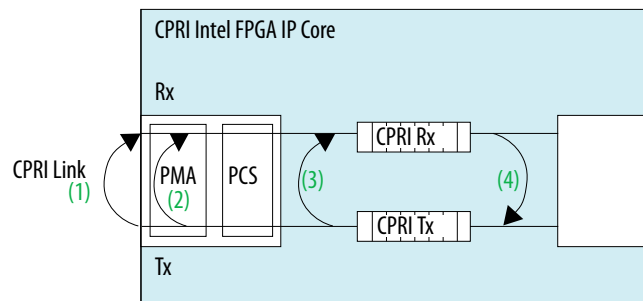 CPRI Intel FPGA IP Core
Rx
CPRI Rx
CPRI Link
(1)
PMA
(2)
PCS
(3)
(4)
CPRI Tx
Tx